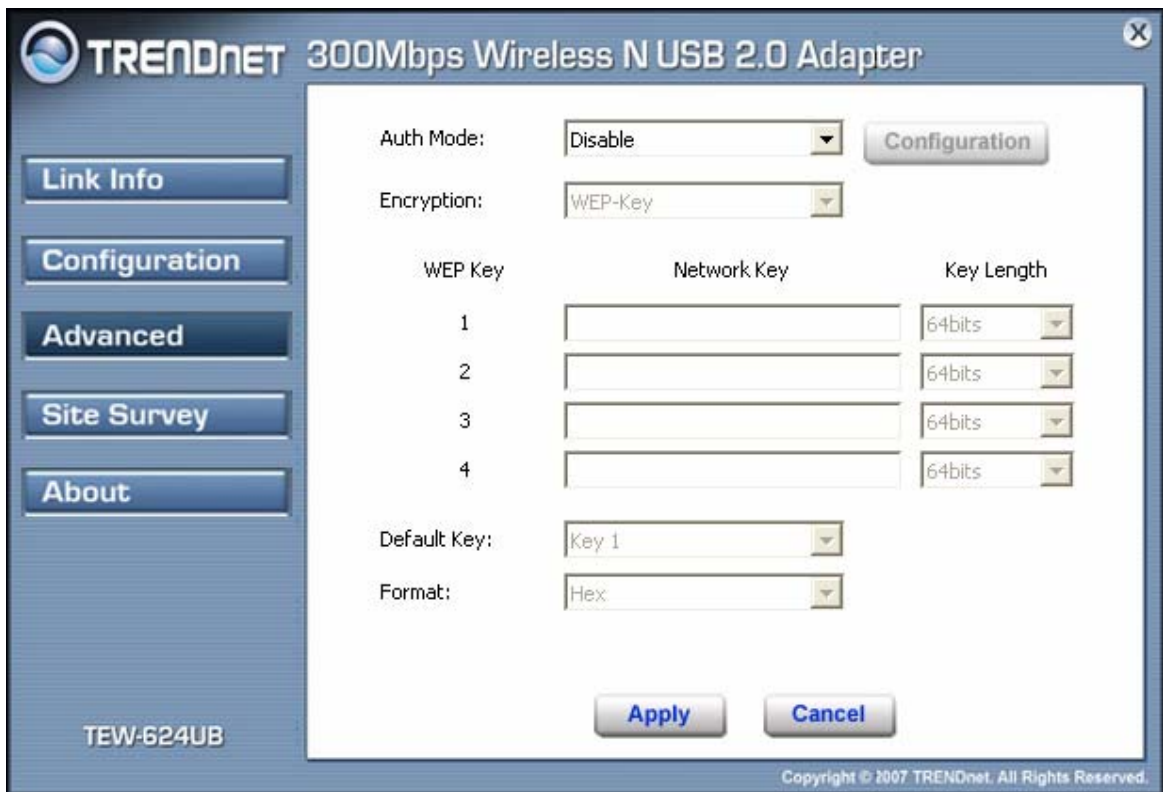 TRENDnet 300Mbps Wireless N USB 2.0 Adapter
X
Link Info
Configuration
Advanced
Site Survey
About
TEW-624UB
Auth Mode: Disable Configuration
Encryption: WEP-Key
WEP Key Network Key Key Length
1 64bits
2 64bits
3 64bits
4 64bits
Default Key: Key 1
Format: Hex
Apply Cancel
Copyright © 2007 TRENDnet. All Rights Reserved.